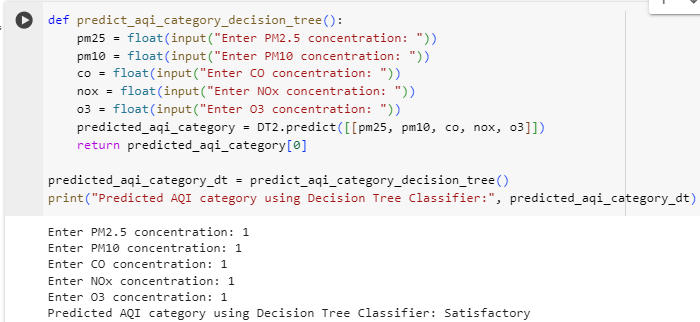 def predict_aqi_category_decision_tree():
    pm25 = float(input("Enter PM2.5 concentration: "))
    pm10 = float(input("Enter PM10 concentration: "))
    co = float(input("Enter CO concentration: "))
    nox = float(input("Enter NOx concentration: "))
    o3 = float(input("Enter O3 concentration: "))
    predicted_aqi_category = DT2.predict([[pm25, pm10, co, nox, o3]])
    return predicted_aqi_category[0]

predicted_aqi_category_dt = predict_aqi_category_decision_tree()
print("Predicted AQI category using Decision Tree Classifier:", predicted_aqi_category_dt)
Enter PM2.5 concentration: 1
Enter PM10 concentration: 1
Enter CO concentration: 1
Enter NOx concentration: 1
Enter O3 concentration: 1
Predicted AQI category using Decision Tree Classifier: Satisfactory